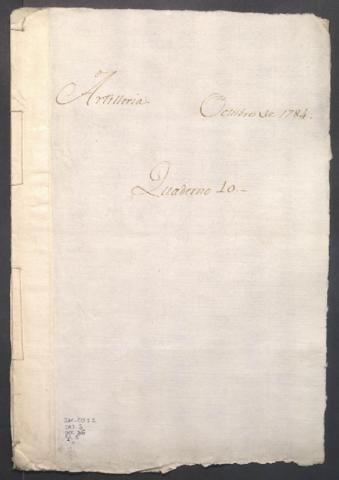 Artilleria
Octubre de 1784.
Quaderno 10